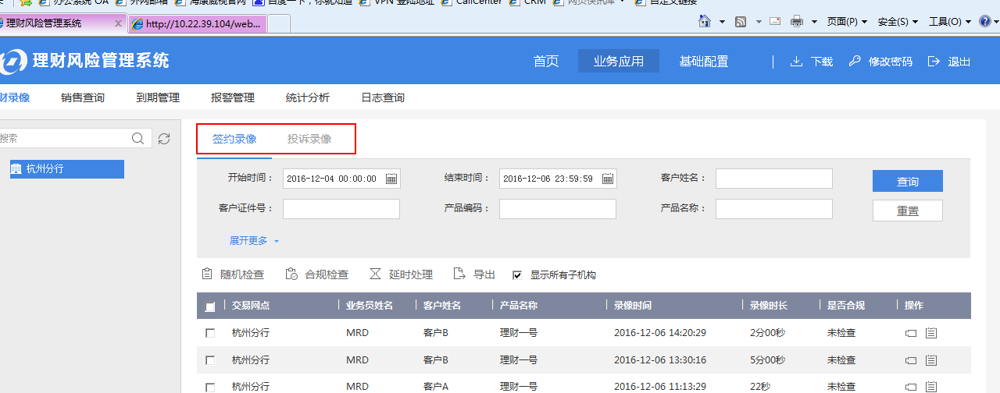 办公系统 OA 外网邮箱 海康威视官网 百度一下，你就知道 VPN 登陆地址 CallCenter CRM 网页快讯库 自定义链接
理财风险管理系统 http://10.22.39.104/web... 页面(P) 安全(S) 工具(O)
理财风险管理系统 首页 业务应用 基础配置 下载 修改密码 退出
财录像 销售查询 到期管理 报警管理 统计分析 日志查询
搜索 签约录像 投诉录像
杭州分行
开始时间： 2016-12-04 00:00:00 结束时间： 2016-12-06 23:59:59 客户姓名： 查询
客户证件号： 产品编码： 产品名称： 重置
展开更多
随机检查 合规检查 延时处理 导出 显示所有子机构
交易网点 业务员姓名 客户姓名 产品名称 录像时间 录像时长 是否合规 操作
杭州分行 MRD 客户B 理财一号 2016-12-06 14:20:29 2分00秒 未检查
杭州分行 MRD 客户B 理财一号 2016-12-06 13:30:16 5分00秒 未检查
杭州分行 MRD 客户A 理财一号 2016-12-06 11:13:29 22秒 未检查